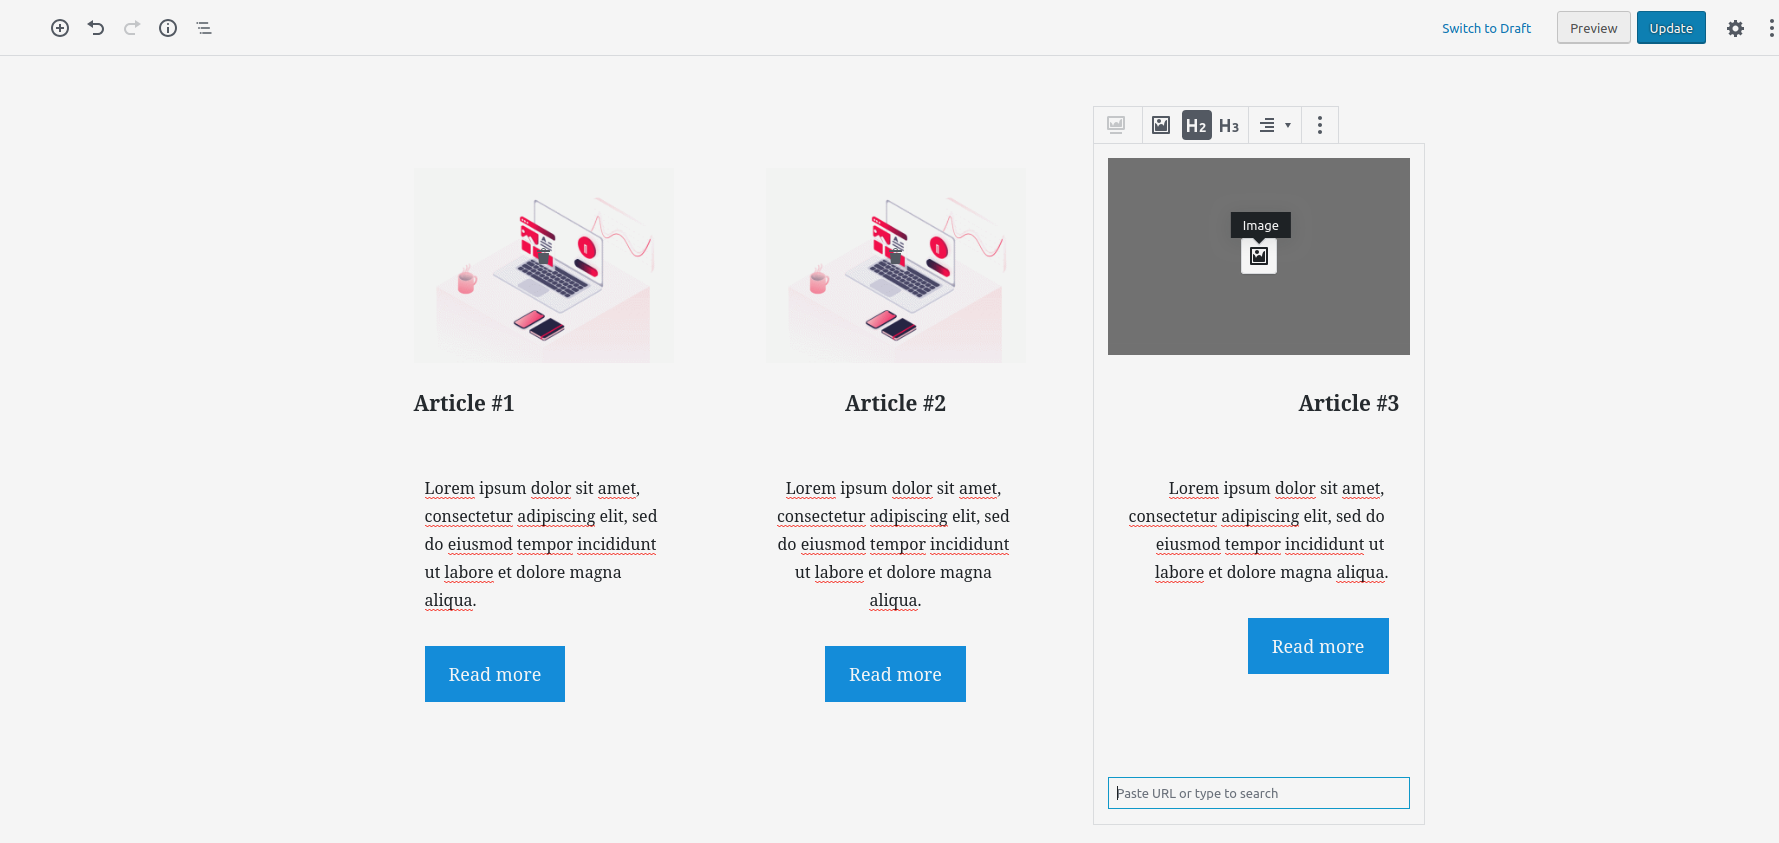 Switch to Draft
Preview
Update
H2
H3
Image
Article #1
Lorem ipsum dolor sit amet,
consectetur adipiscing elit, sed
do eiusmod tempor incididunt
ut labore et dolore magna
aliqua.
Read more
Article #2
Lorem ipsum dolor sit amet,
consectetur adipiscing elit, sed
do eiusmod tempor incididunt
ut labore et dolore magna
aliqua.
Read more
Article #3
Lorem ipsum dolor sit amet,
consectetur adipiscing elit, sed do
eiusmod tempor incididunt ut
labore et dolore magna aliqua.
Read more
Paste URL or type to search